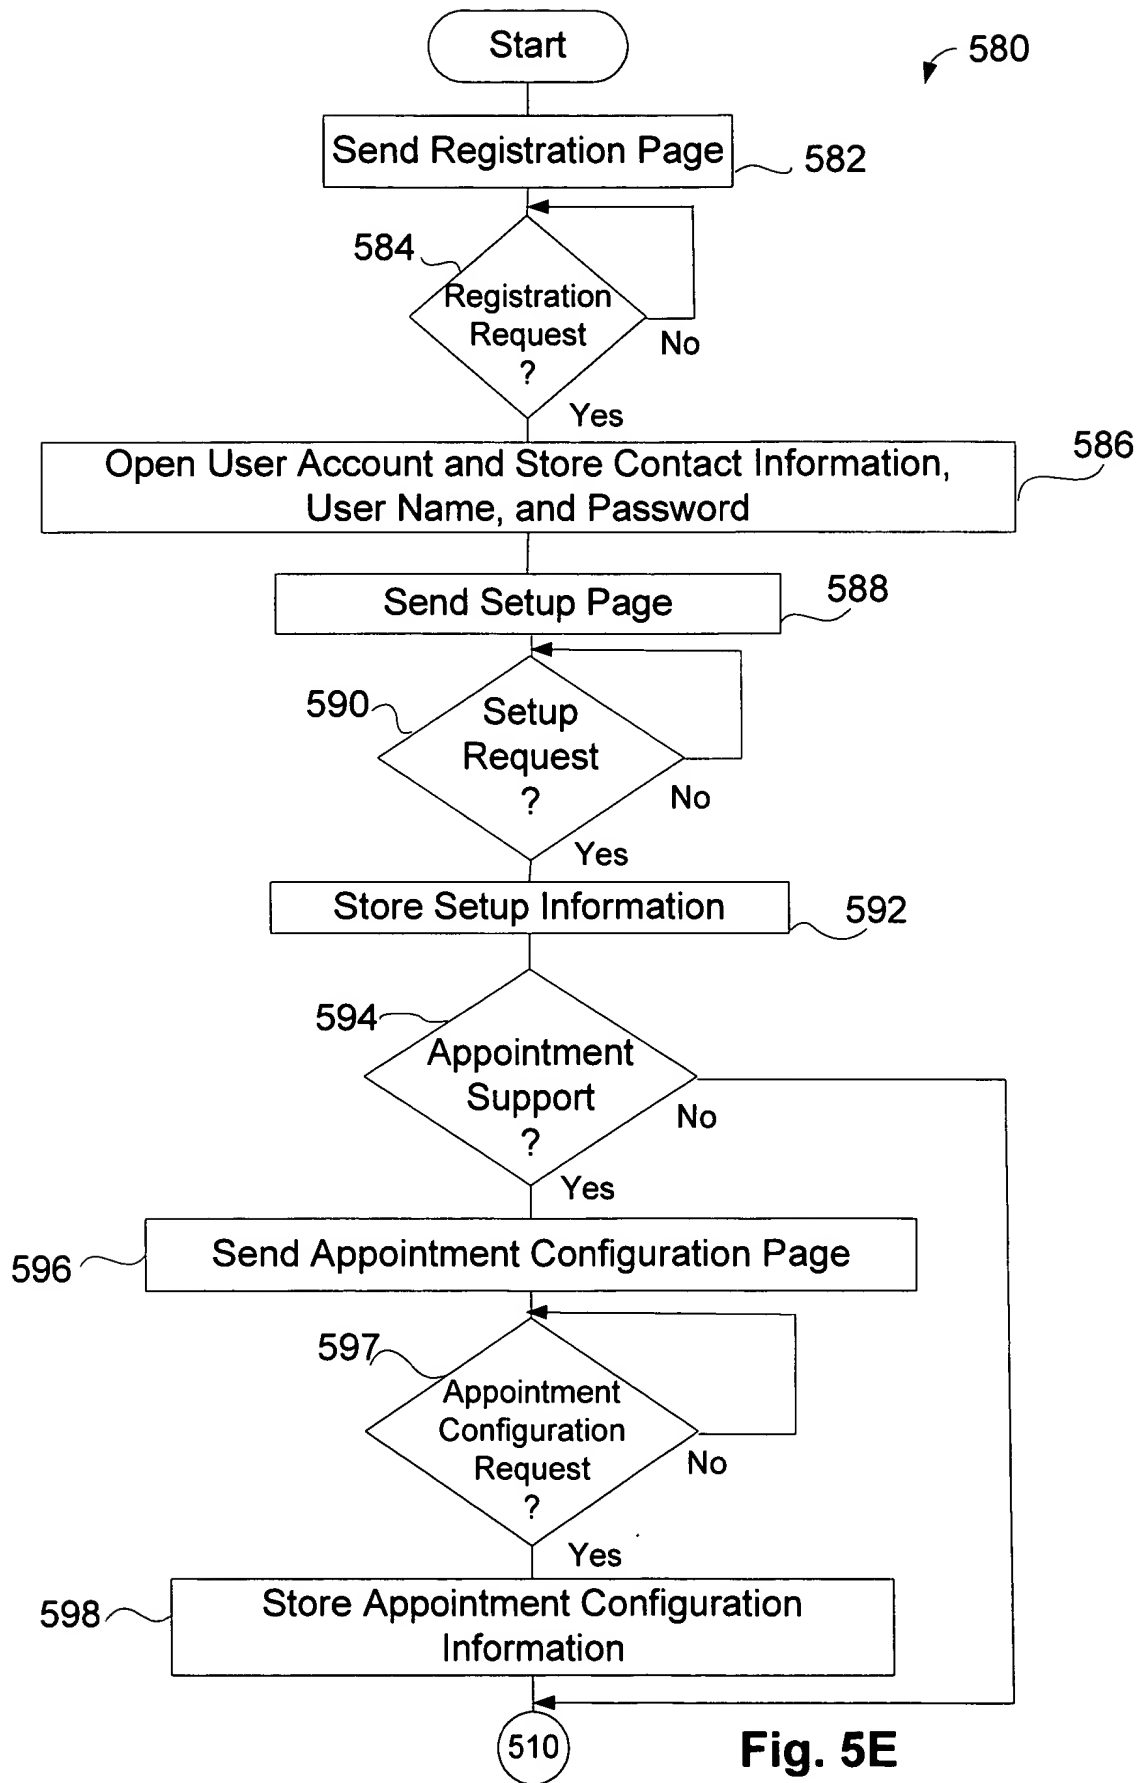 Start
580
Send Registration Page
582
584
Registration
Request
?
No
Yes
Open User Account and Store Contact Information,
User Name, and Password
586
Send Setup Page
588
590
Setup
Request
?
No
Yes
Store Setup Information
592
594
Appointment
Support
?
No
Yes
Send Appointment Configuration Page
596
597
Appointment
Configuration
Request
?
No
Yes
Store Appointment Configuration
Information
598
510
Fig. 5E